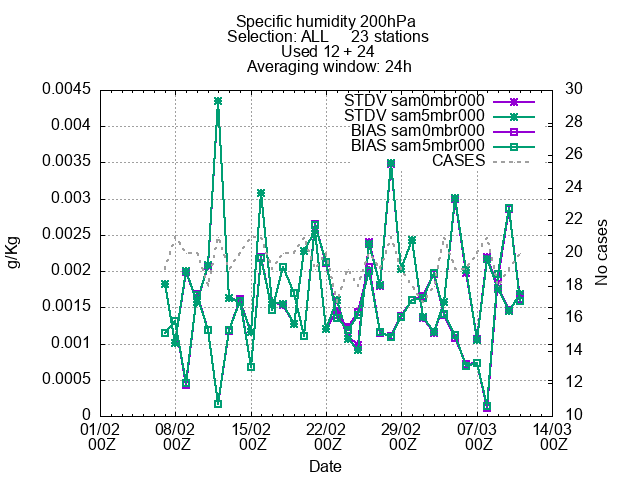 Specific humidity 200hPa
Selection: ALL 23 stations
Used 12 + 24
Averaging window: 24h
STDV sam0mbr000
STDV sam5mbr000
BIAS sam0mbr000
BIAS sam5mbr000
CASES
0.0045
0.004
0.0035
0.003
0.0025
0.002
0.0015
0.001
0.0005
0
g/Kg
30
28
26
24
22
20
18
16
14
12
10
No cases
01/02 08/02 15/02 22/02 29/02 07/03 14/03
00Z 00Z 00Z 00Z 00Z 00Z 00Z
Date